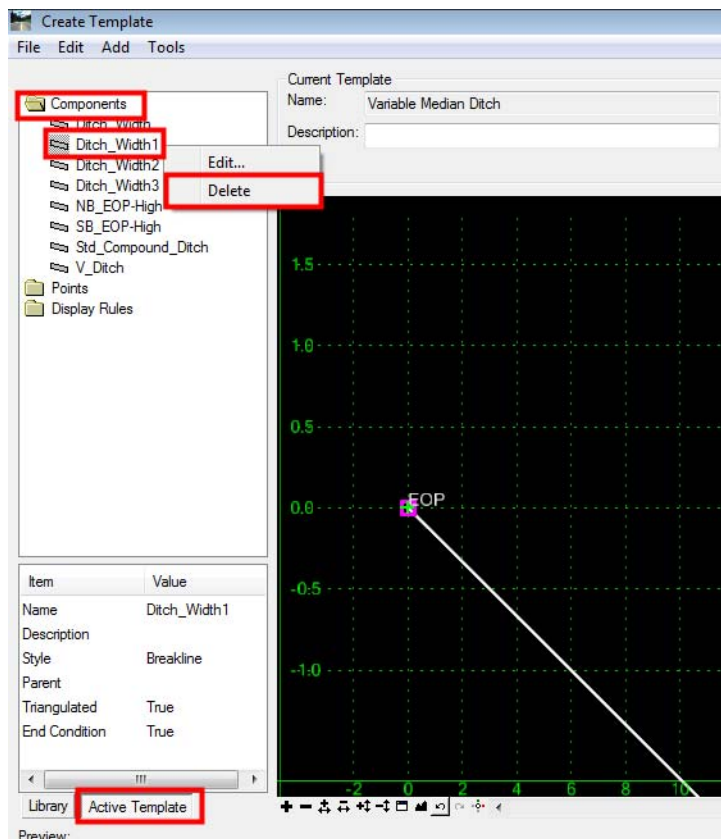 Create Template
File Edit Add Tools
Components
Ditch_Width
Ditch_Width1
Ditch_Width2
Ditch_Width3
NB_EOP-High
SB_EOP-High
Std_Compound_Ditch
V_Ditch
Points
Display Rules
Edit...
Delete
Current Template
Name: Variable Median Ditch
Description:
1.5
1.0
0.5
0.0
-0.5
-1.0
EOP
-2 0 2 4 6 8 10
Item Value
Name Ditch_Width1
Description
Style Breakline
Parent
Triangulated True
End Condition True
Library Active Template
Preview: